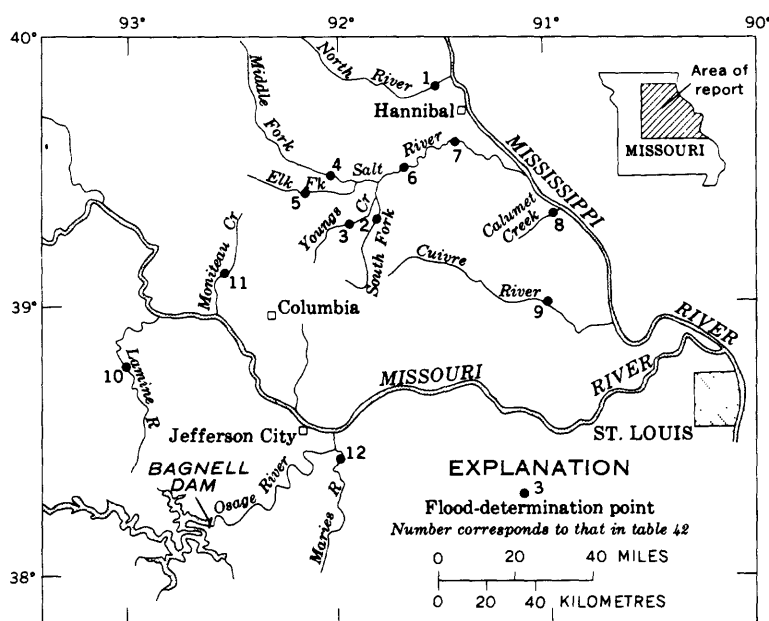 93° 92° 91° 90°
40°
39°
38°
Middle Fork
North River
1
Hannibal
Area of report
MISSOURI
MISSISSIPPI RIVER
Salt River
7
6
4
Elk Fk
5
Youngs Cr
3
2
South Fork
Calumet Creek
8
Cuivre River
9
Moniteau Cr
11
Columbia
Lamine R
10
MISSOURI RIVER
ST. LOUIS
Jefferson City
12
BAGNELL DAM
Osage River
Maries R
EXPLANATION
3
Flood-determination point
Number corresponds to that in table 42
0 20 40 MILES
0 20 40 KILOMETRES